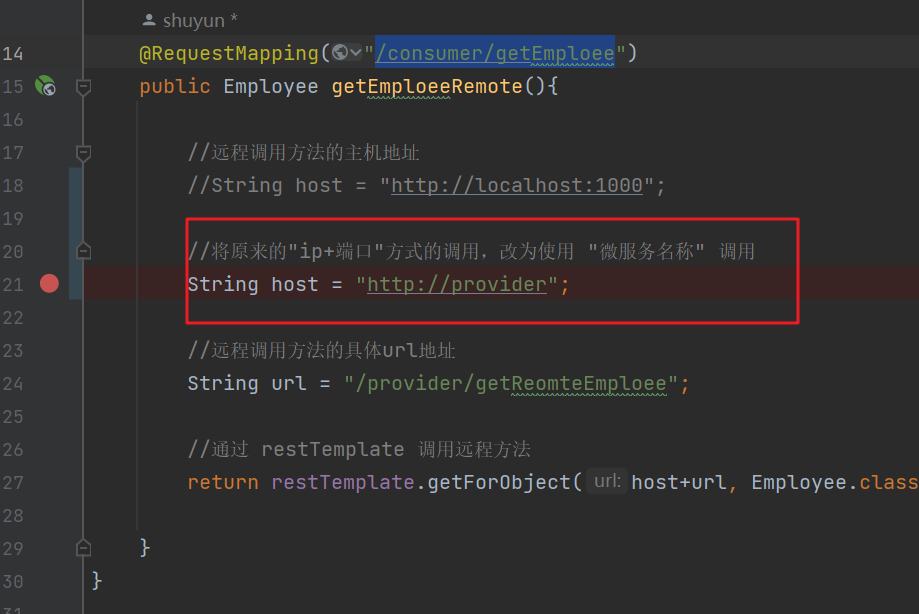 shuyun *
14 @RequestMapping("/consumer/getEmploee")
15 public Employee getEmploeeRemote(){
16
17 //远程调用方法的主机地址
18 //String host = "http://localhost:1000";
19
20 //将原来的"ip+端口"方式的调用，改为使用 "微服务名称" 调用
21 String host = "http://provider";
22
23 //远程调用方法的具体url地址
24 String url = "/provider/getReomteEmploee";
25
26 //通过 restTemplate 调用远程方法
27 return restTemplate.getForObject( url: host+url, Employee.class
28
29 }
30 }
31